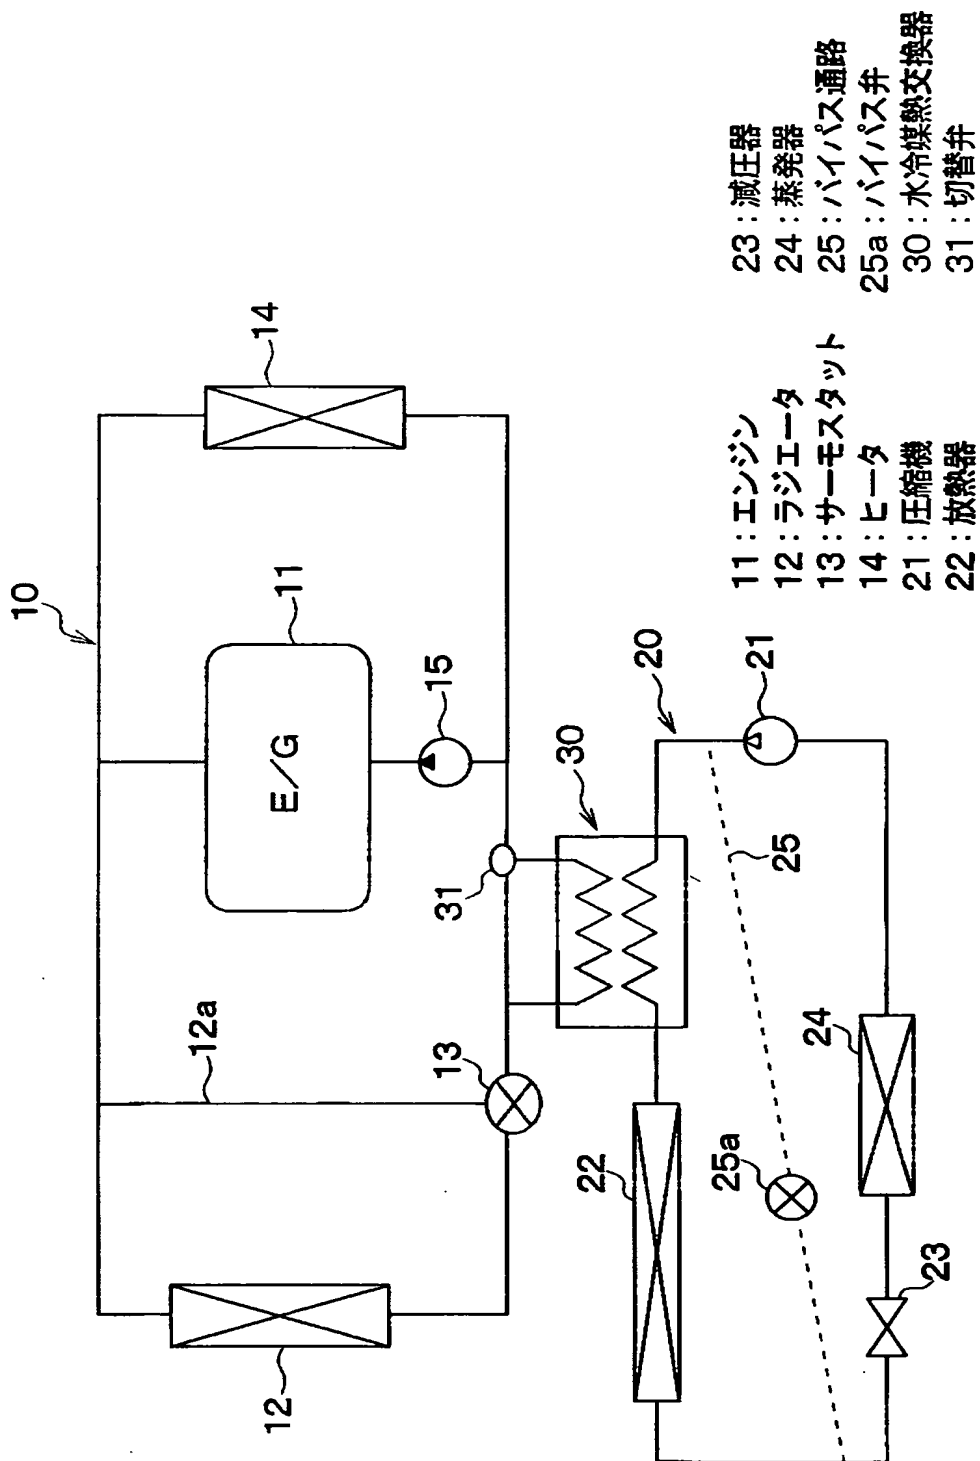 10
14
11
E/G
15
12a
13
12
31
30
20
21
22
25
25a
24
23
11：エンジン
12：ラジエータ
13：サーモスタット
14：ヒータ
21：圧縮機
22：放熱器
23：減圧器
24：蒸発器
25：バイパス通路
25a：バイパス弁
30：水冷媒熱交換器
31：切替弁